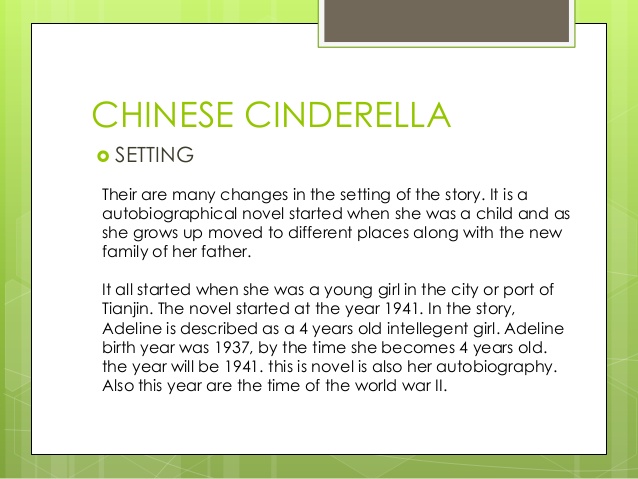 CHINESE CINDERELLA
SETTING
Their are many changes in the setting of the story. It is a
autobiographical novel started when she was a child and as
she grows up moved to different places along with the new
family of her father.
It all started when she was a young girl in the city or port of
Tianjin. The novel started at the year 1941. In the story,
Adeline is described as a 4 years old intellegent girl. Adeline
birth year was 1937, by the time she becomes 4 years old.
the year will be 1941. this is novel is also her autobiography.
Also this year are the time of the world war II.